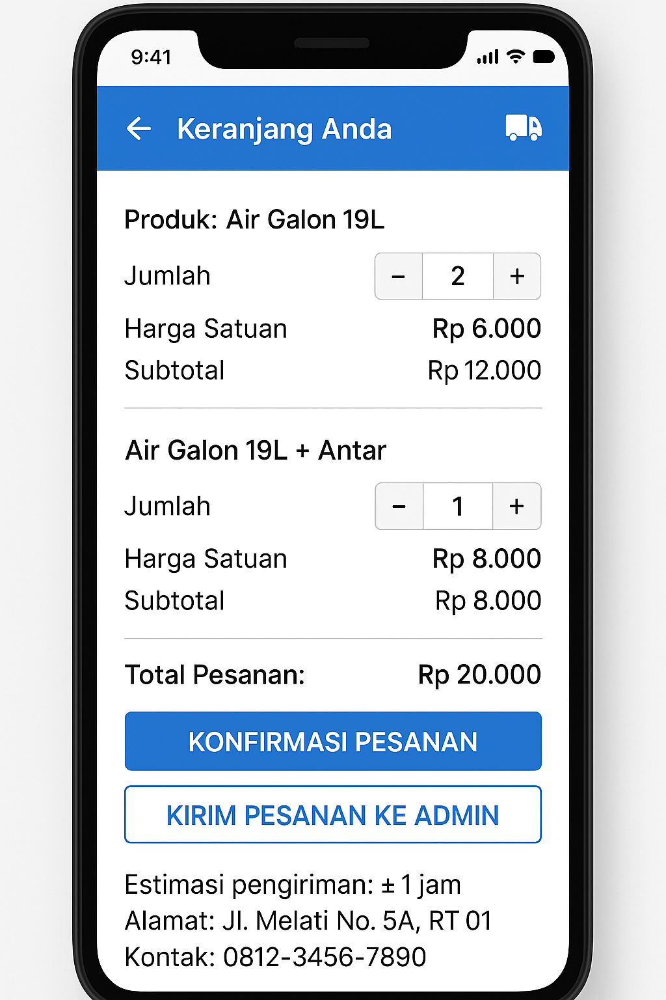 9:41
Keranjang Anda
Produk: Air Galon 19L
Jumlah − 2 +
Harga Satuan Rp 6.000
Subtotal Rp 12.000
Air Galon 19L + Antar
Jumlah − 1 +
Harga Satuan Rp 8.000
Subtotal Rp 8.000
Total Pesanan: Rp 20.000
KONFIRMASI PESANAN
KIRIM PESANAN KE ADMIN
Estimasi pengiriman: ± 1 jam
Alamat: Jl. Melati No. 5A, RT 01
Kontak: 0812-3456-7890